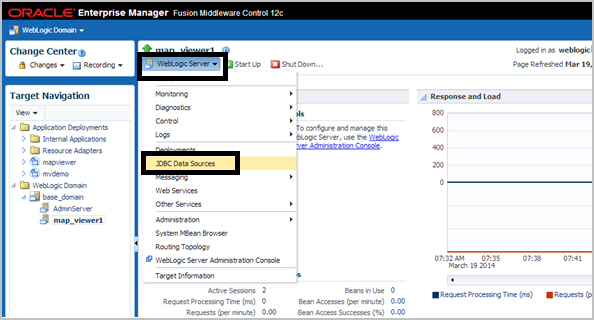 ORACLE Enterprise Manager Fusion Middleware Control 12c
WebLogic Domain
Change Center
Changes Recording
Target Navigation
View
Application Deployments
Internal Applications
Resource Adapters
mapviewer
mvdemo
WebLogic Domain
base_domain
AdminServer
map_viewer1
map_viewer1
Logged in as weblogic
WebLogic Server Start Up Shut Down...
Page Refreshed Mar 19,
Monitoring
Diagnostics
Control
Logs
Deployments
JDBC Data Sources
Messaging
Web Services
Other Services
Administration
System MBean Browser
Routing Topology
WebLogic Server Administration Console
Target Information
To configure and manage this
WebLogic Server, use the WebLogic
Server Administration Console.
Active Sessions 2 Beans in Use 0
Request Processing Time (ms) 0 Bean Accesses (per minute) 0.00
Requests (per minute) 0.00 Bean Access Successes (%) 0.00
Response and Load
800
600
400
200
0
07:32 AM 07:35 07:38 07:41
March 19 2014
Request Processing Time (ms) Requests (per